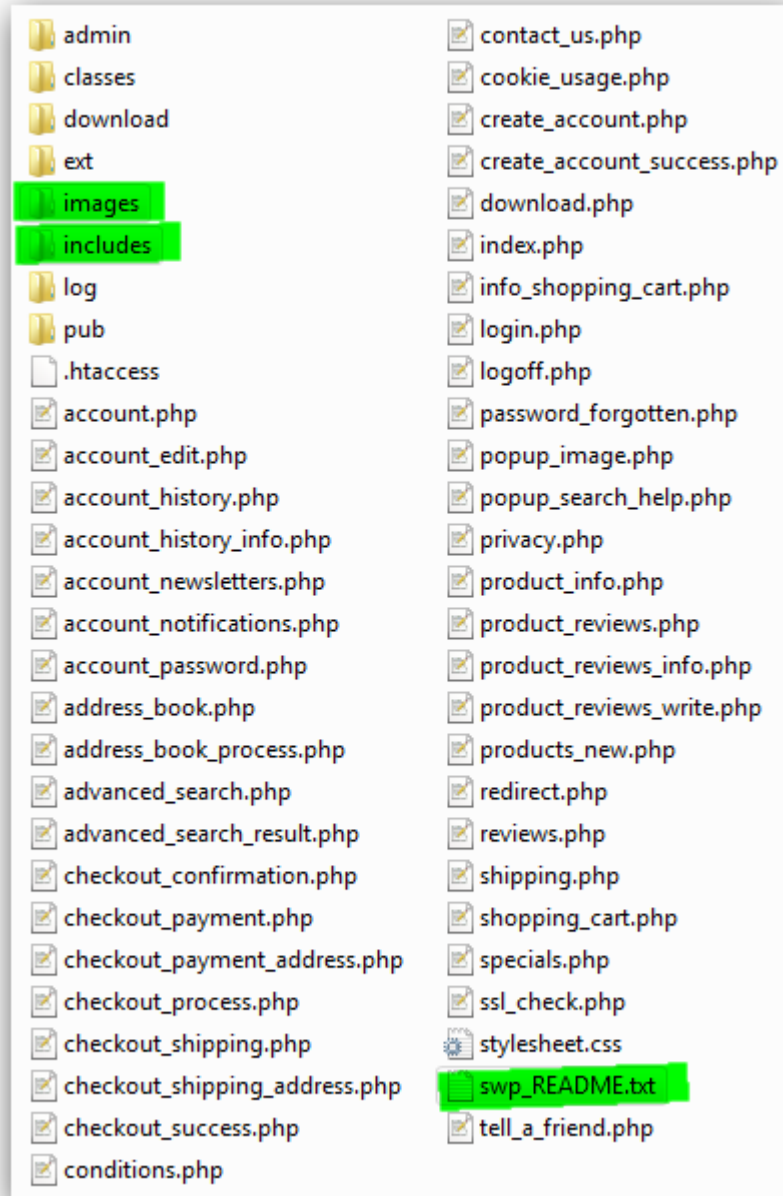 admin
classes
download
ext
images
includes
log
pub
.htaccess
account.php
account_edit.php
account_history.php
account_history_info.php
account_newsletters.php
account_notifications.php
account_password.php
address_book.php
address_book_process.php
advanced_search.php
advanced_search_result.php
checkout_confirmation.php
checkout_payment.php
checkout_payment_address.php
checkout_process.php
checkout_shipping.php
checkout_shipping_address.php
checkout_success.php
conditions.php
contact_us.php
cookie_usage.php
create_account.php
create_account_success.php
download.php
index.php
info_shopping_cart.php
login.php
logoff.php
password_forgotten.php
popup_image.php
popup_search_help.php
privacy.php
product_info.php
product_reviews.php
product_reviews_info.php
product_reviews_write.php
products_new.php
redirect.php
reviews.php
shipping.php
shopping_cart.php
specials.php
ssl_check.php
stylesheet.css
swp_README.txt
tell_a_friend.php